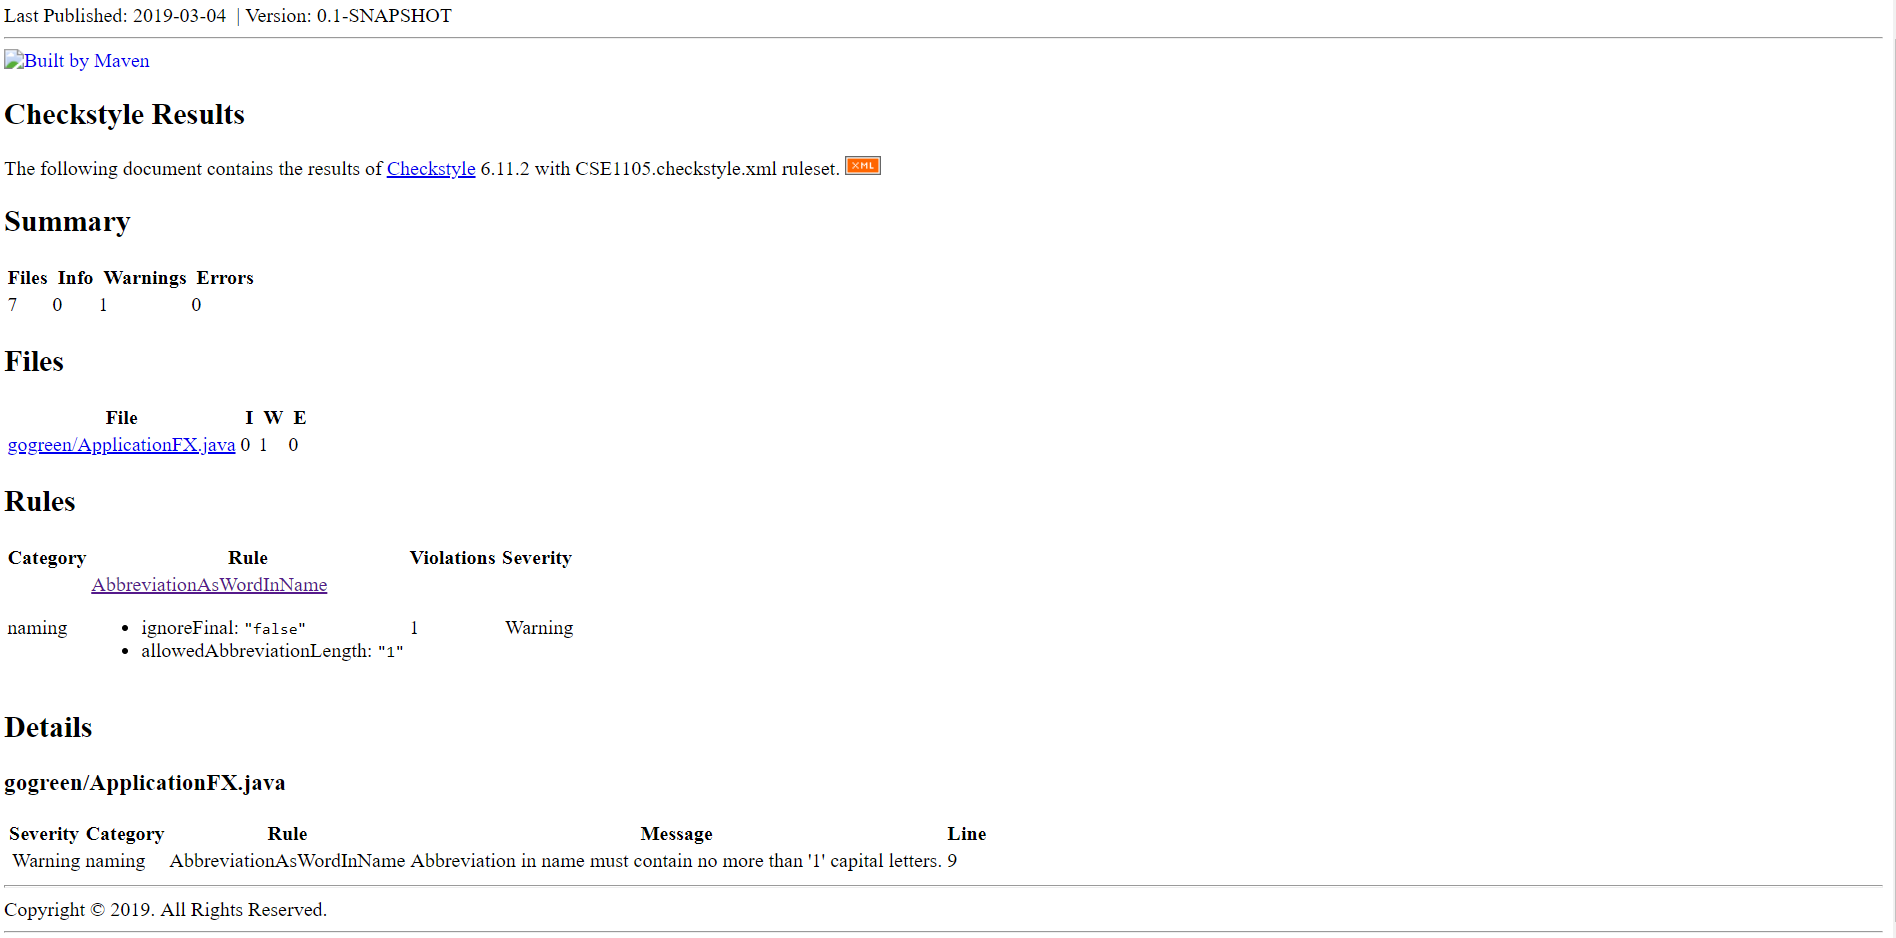 Last Published: 2019-03-04 | Version: 0.1-SNAPSHOT
Built by Maven
Checkstyle Results
The following document contains the results of Checkstyle 6.11.2 with CSE1105.checkstyle.xml ruleset. XML
Summary
Files Info Warnings Errors
7 0 1 0
Files
File I W E
gogreen/ApplicationFX.java 0 1 0
Rules
Category Rule Violations Severity
AbbreviationAsWordInName
naming • ignoreFinal: "false" 1 Warning
• allowedAbbreviationLength: "1"
Details
gogreen/ApplicationFX.java
Severity Category Rule Message Line
Warning naming AbbreviationAsWordInName Abbreviation in name must contain no more than '1' capital letters. 9
Copyright © 2019. All Rights Reserved.